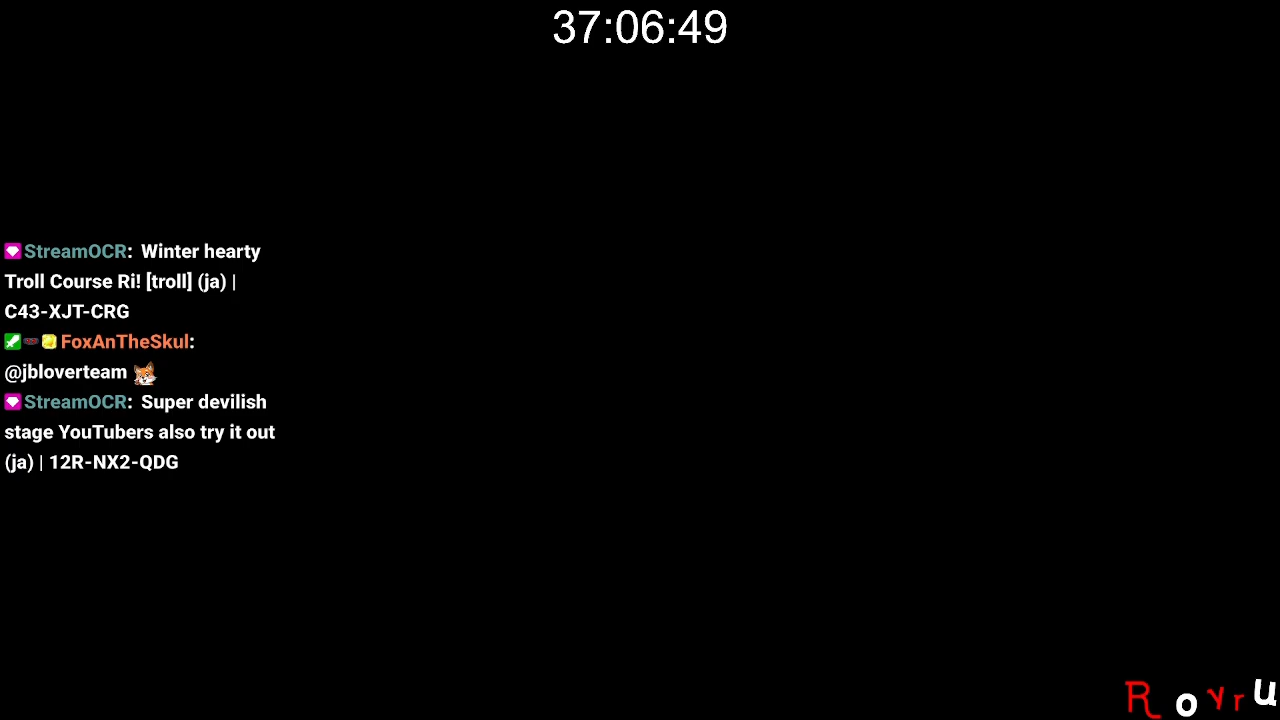 37:06:49
StreamOCR: Winter hearty
Troll Course Ri! [troll] (ja) |
C43-XJT-CRG
FoxAnTheSkul:
@jbloverteam
StreamOCR: Super devilish
stage YouTubers also try it out
(ja) | 12R-NX2-QDG
Royru